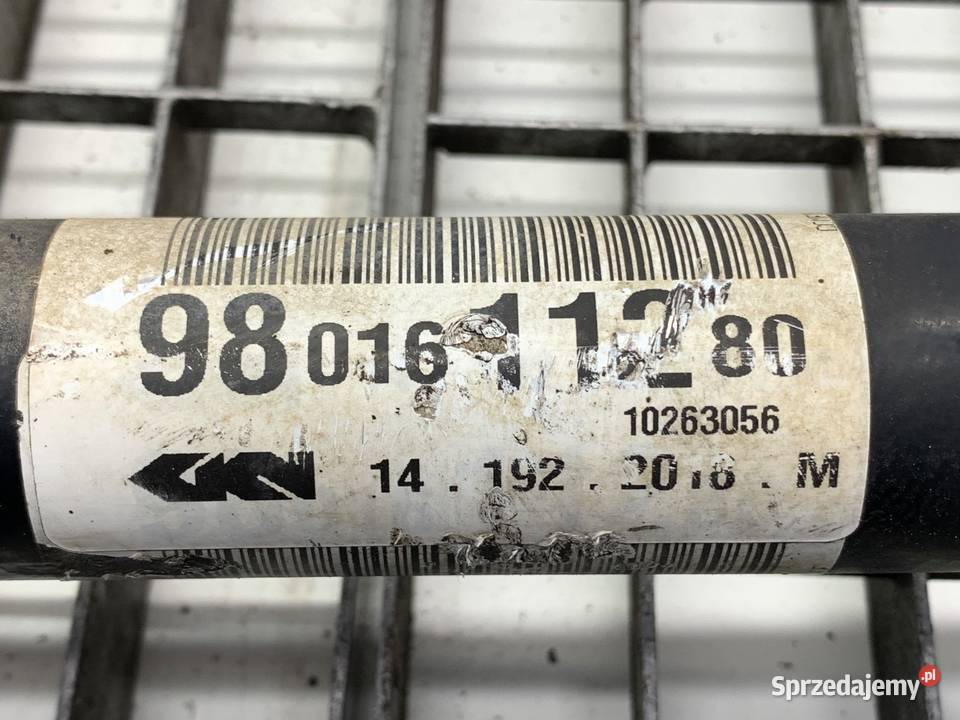 98 016 112 80
10263056
GKN 14 . 192 . 2018 . M
Sprzedajemy.pl